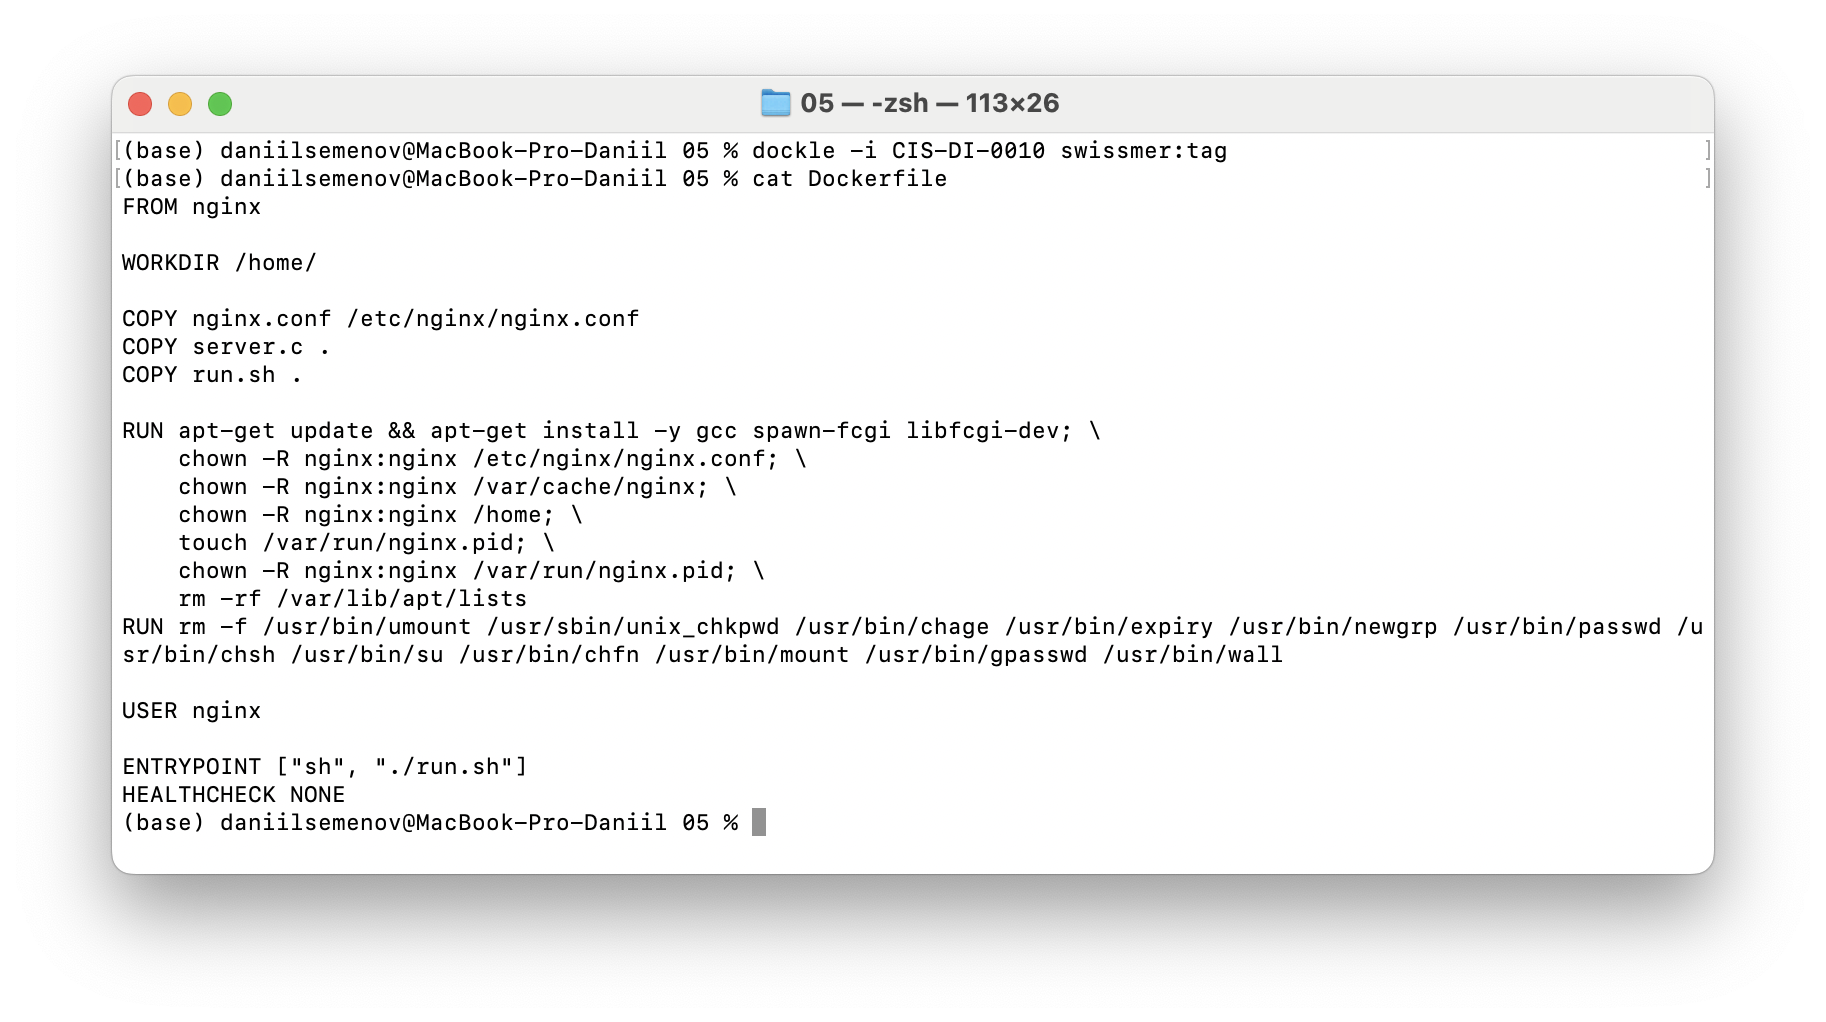 05 — -zsh — 113×26
(base) daniilsemenov@MacBook-Pro-Daniil 05 % dockle -i CIS-DI-0010 swissmer:tag
(base) daniilsemenov@MacBook-Pro-Daniil 05 % cat Dockerfile
FROM nginx
WORKDIR /home/
COPY nginx.conf /etc/nginx/nginx.conf
COPY server.c .
COPY run.sh .
RUN apt-get update && apt-get install -y gcc spawn-fcgi libfcgi-dev; \
    chown -R nginx:nginx /etc/nginx/nginx.conf; \
    chown -R nginx:nginx /var/cache/nginx; \
    chown -R nginx:nginx /home; \
    touch /var/run/nginx.pid; \
    chown -R nginx:nginx /var/run/nginx.pid; \
    rm -rf /var/lib/apt/lists
RUN rm -f /usr/bin/umount /usr/sbin/unix_chkpwd /usr/bin/chage /usr/bin/expiry /usr/bin/newgrp /usr/bin/passwd /u
sr/bin/chsh /usr/bin/su /usr/bin/chfn /usr/bin/mount /usr/bin/gpasswd /usr/bin/wall
USER nginx
ENTRYPOINT ["sh", "./run.sh"]
HEALTHCHECK NONE
(base) daniilsemenov@MacBook-Pro-Daniil 05 %